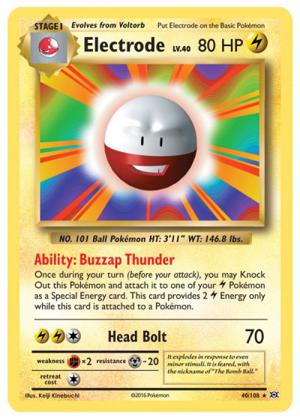 STAGE 1 Evolves from Voltorb Put Electrode on the Basic Pokémon
Electrode LV.40 80 HP
NO. 101 Ball Pokémon HT: 3'11" WT: 146.8 lbs.
Ability: Buzzap Thunder
Once during your turn (before your attack), you may Knock
Out this Pokémon and attach it to one of your Pokémon
as a Special Energy card. This card provides 2 Energy only
while this card is attached to a Pokémon.
Head Bolt 70
weakness ×2 resistance -20
retreat
cost
It explodes in response to even
minor stimuli. It is feared, with
the nickname of "The Bomb Ball."
Illus. Keiji Kinebuchi ©2016 Pokémon 40/108 ★ XY